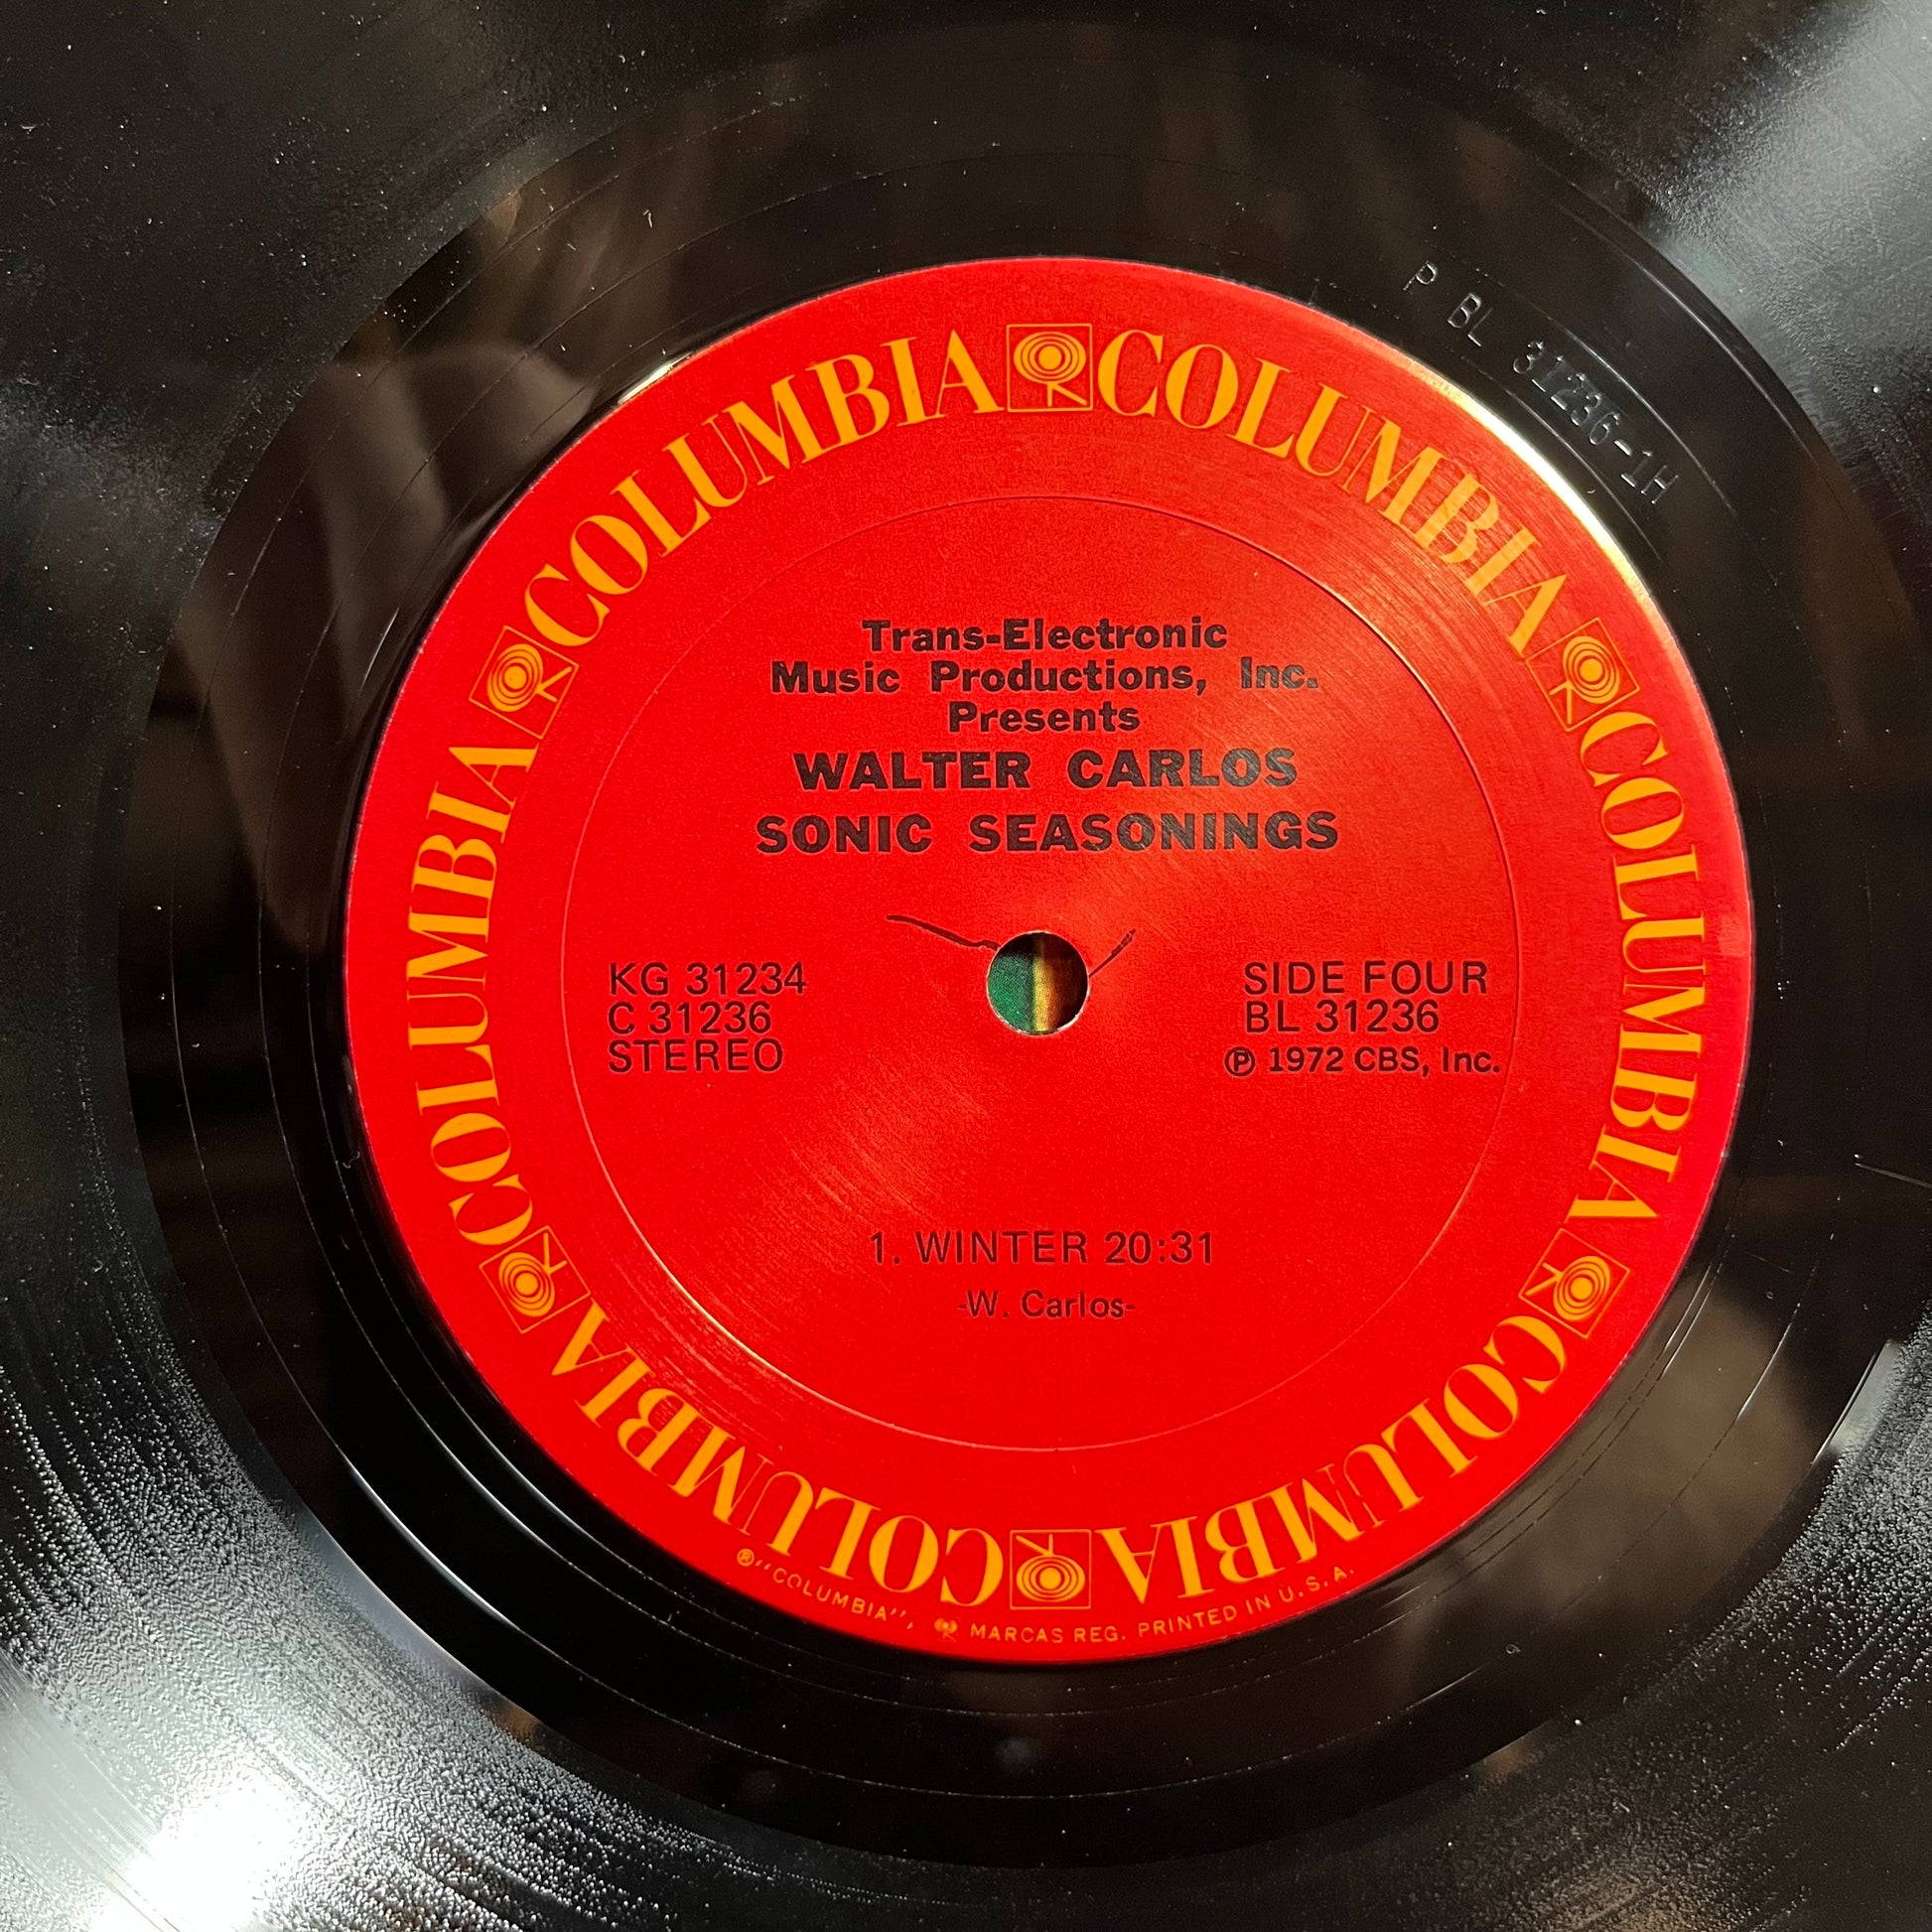 P BL 31236-1H
COLUMBIA COLUMBIA COLUMBIA COLUMBIA COLUMBIA COLUMBIA
Trans-Electronic
Music Productions, Inc.
Presents
WALTER CARLOS
SONIC SEASONINGS
KG 31234
C 31236
STEREO
SIDE FOUR
BL 31236
℗ 1972 CBS, Inc.
1. WINTER 20:31
-W. Carlos-
®"COLUMBIA", MARCAS REG. PRINTED IN U.S.A.